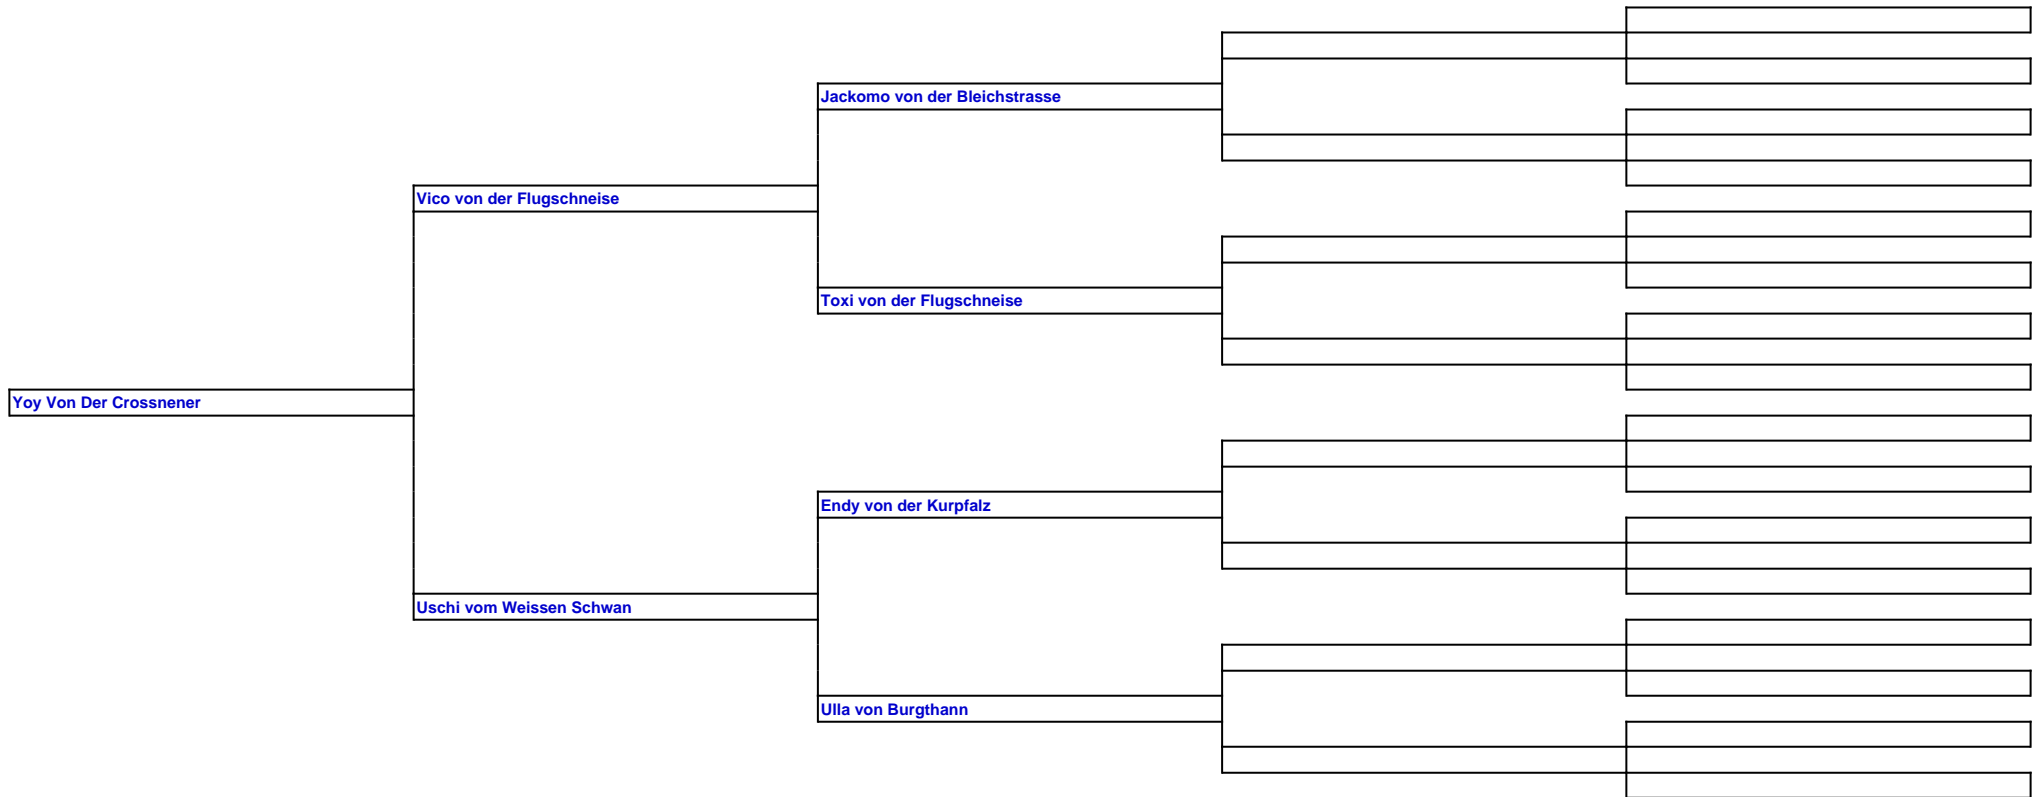 Jackomo von der Bleichstrasse
Vico von der Flugschneise
Toxi von der Flugschneise
Yoy Von Der Crossnener
Endy von der Kurpfalz
Uschi vom Weissen Schwan
Ulla von Burgthann